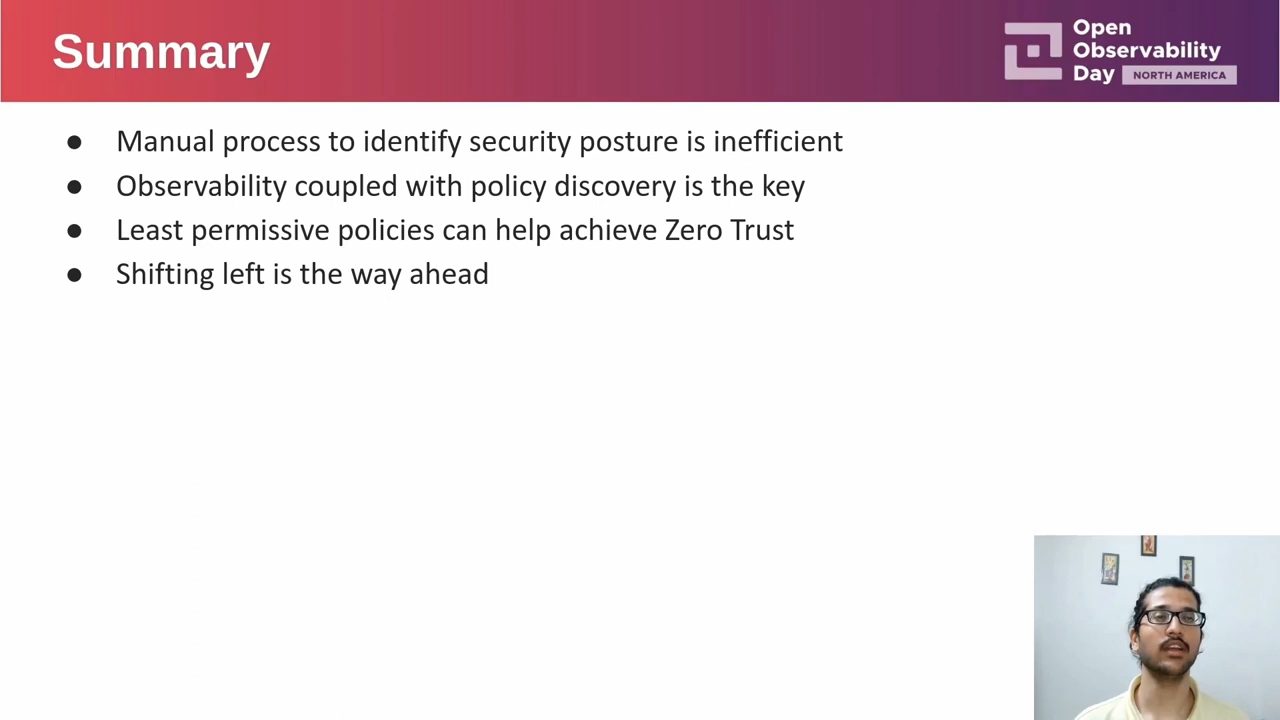 Summary
Open
Observability
Day NORTH AMERICA
● Manual process to identify security posture is inefficient
● Observability coupled with policy discovery is the key
● Least permissive policies can help achieve Zero Trust
● Shifting left is the way ahead